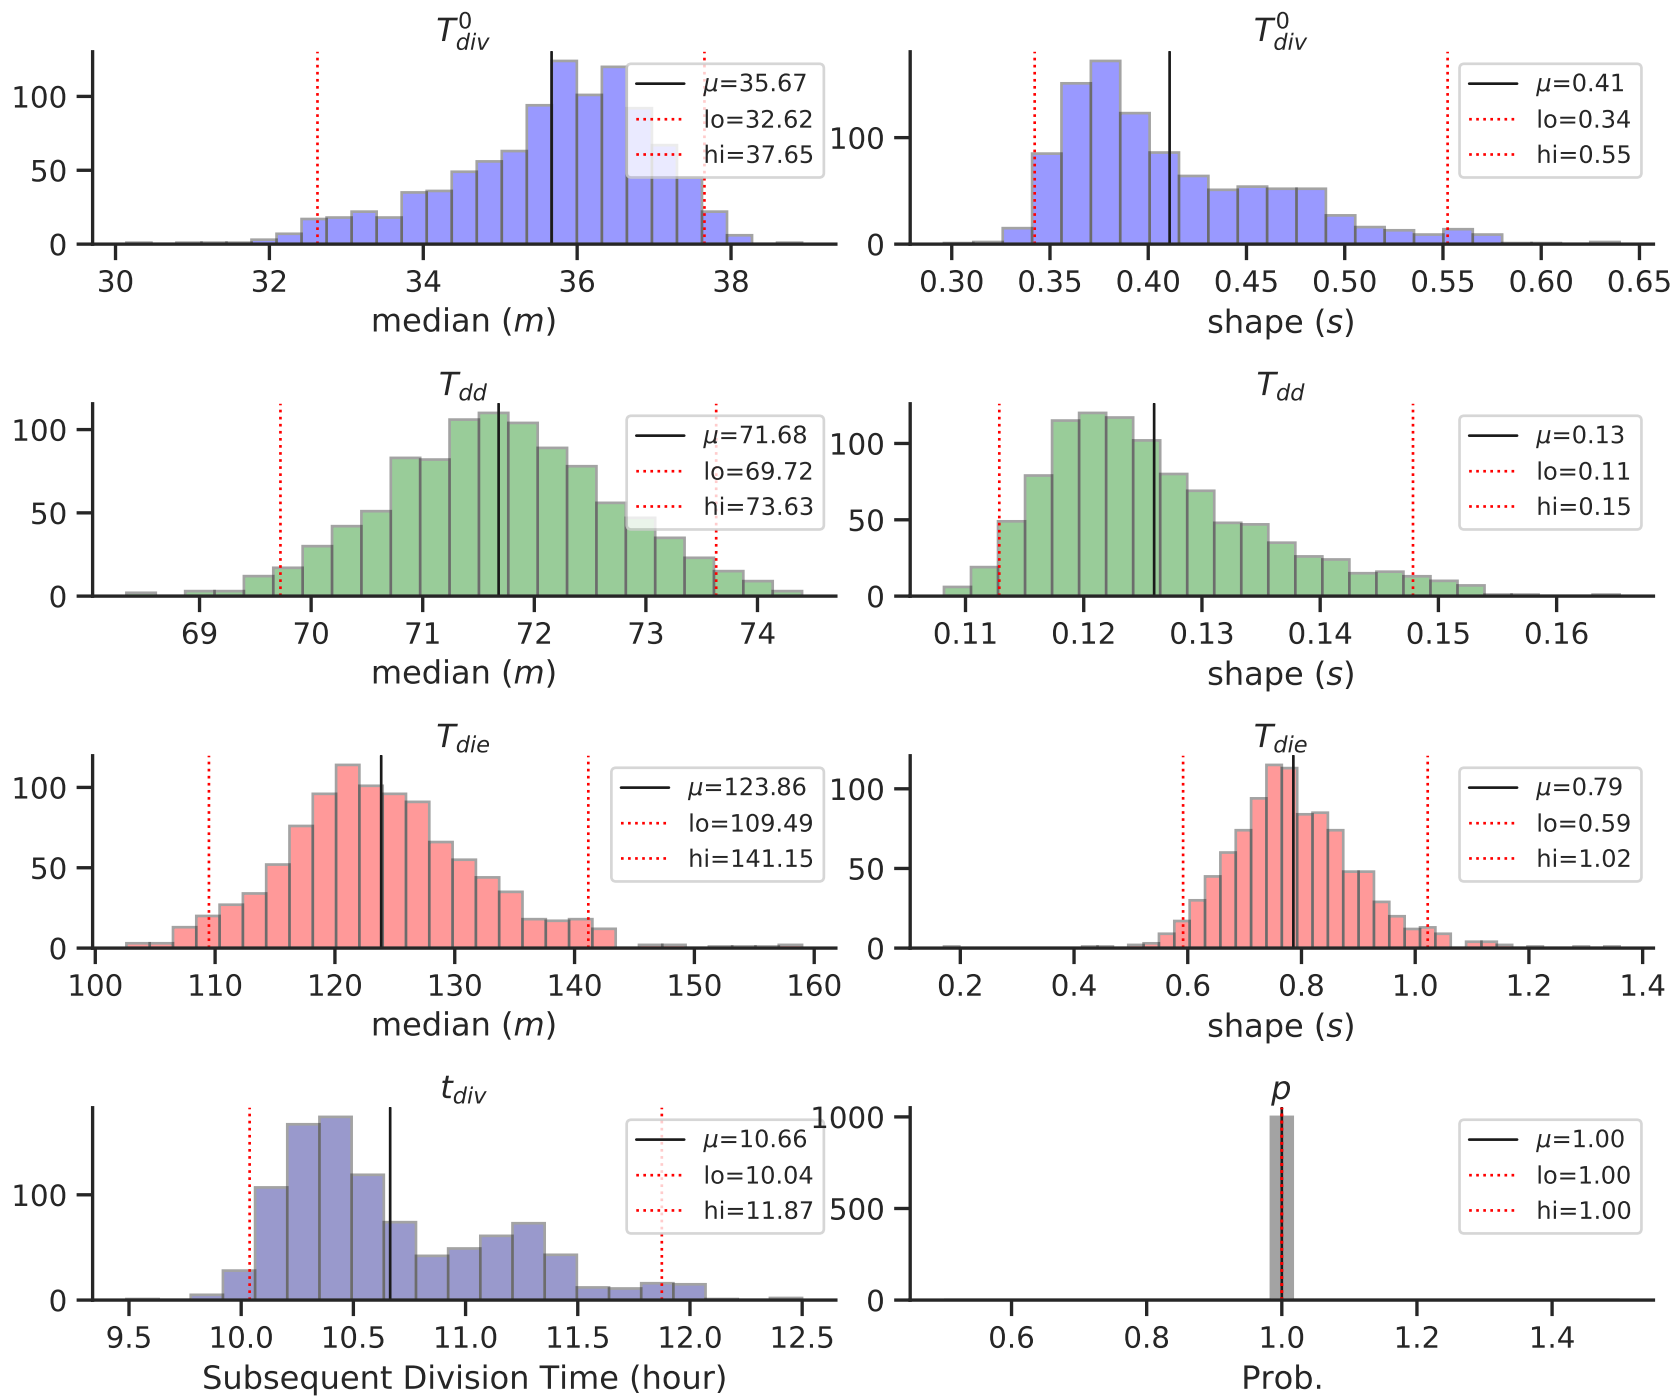 T⁰div
100
50
0
30 32 34 36 38
median (m)
μ=35.67
lo=32.62
hi=37.65
T⁰div
100
0
0.30 0.35 0.40 0.45 0.50 0.55 0.60 0.65
shape (s)
μ=0.41
lo=0.34
hi=0.55
Tdd
100
50
0
69 70 71 72 73 74
median (m)
μ=71.68
lo=69.72
hi=73.63
Tdd
100
50
0
0.11 0.12 0.13 0.14 0.15 0.16
shape (s)
μ=0.13
lo=0.11
hi=0.15
Tdie
100
50
0
100 110 120 130 140 150 160
median (m)
μ=123.86
lo=109.49
hi=141.15
Tdie
100
50
0
0.2 0.4 0.6 0.8 1.0 1.2 1.4
shape (s)
μ=0.79
lo=0.59
hi=1.02
tdiv
100
0
9.5 10.0 10.5 11.0 11.5 12.0 12.5
Subsequent Division Time (hour)
μ=10.66
lo=10.04
hi=11.87
p
1000
500
0
0.6 0.8 1.0 1.2 1.4
Prob.
μ=1.00
lo=1.00
hi=1.00